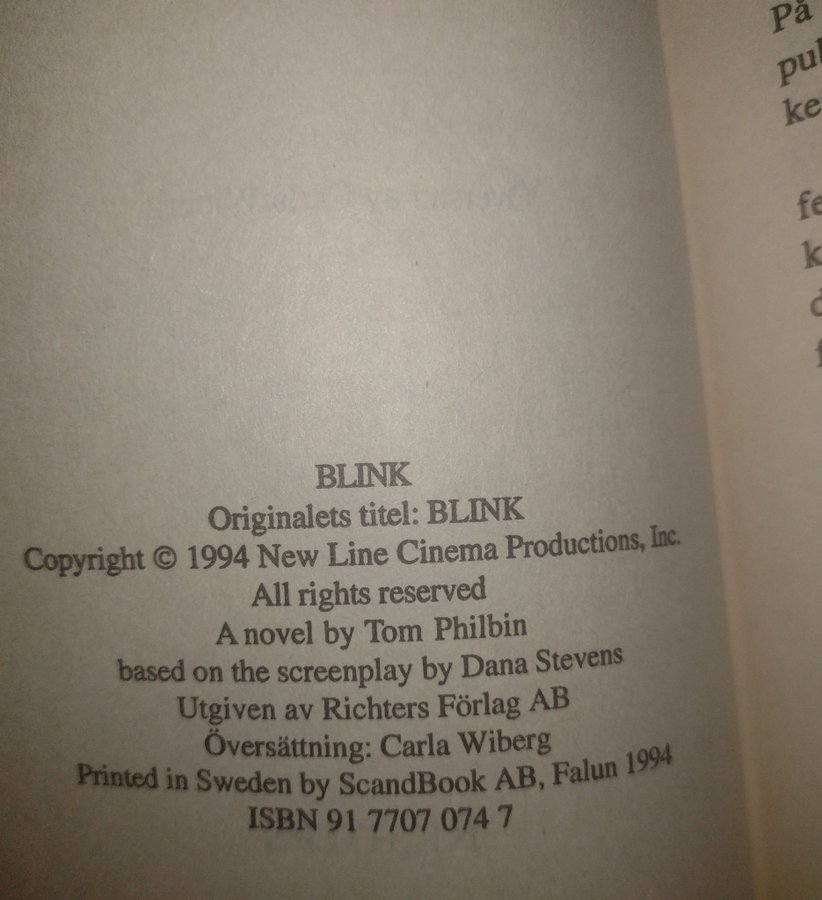 BLINK
Originalets titel: BLINK
Copyright © 1994 New Line Cinema Productions, Inc.
All rights reserved
A novel by Tom Philbin
based on the screenplay by Dana Stevens
Utgiven av Richters Förlag AB
Översättning: Carla Wiberg
Printed in Sweden by ScandBook AB, Falun 1994
ISBN 91 7707 074 7
På